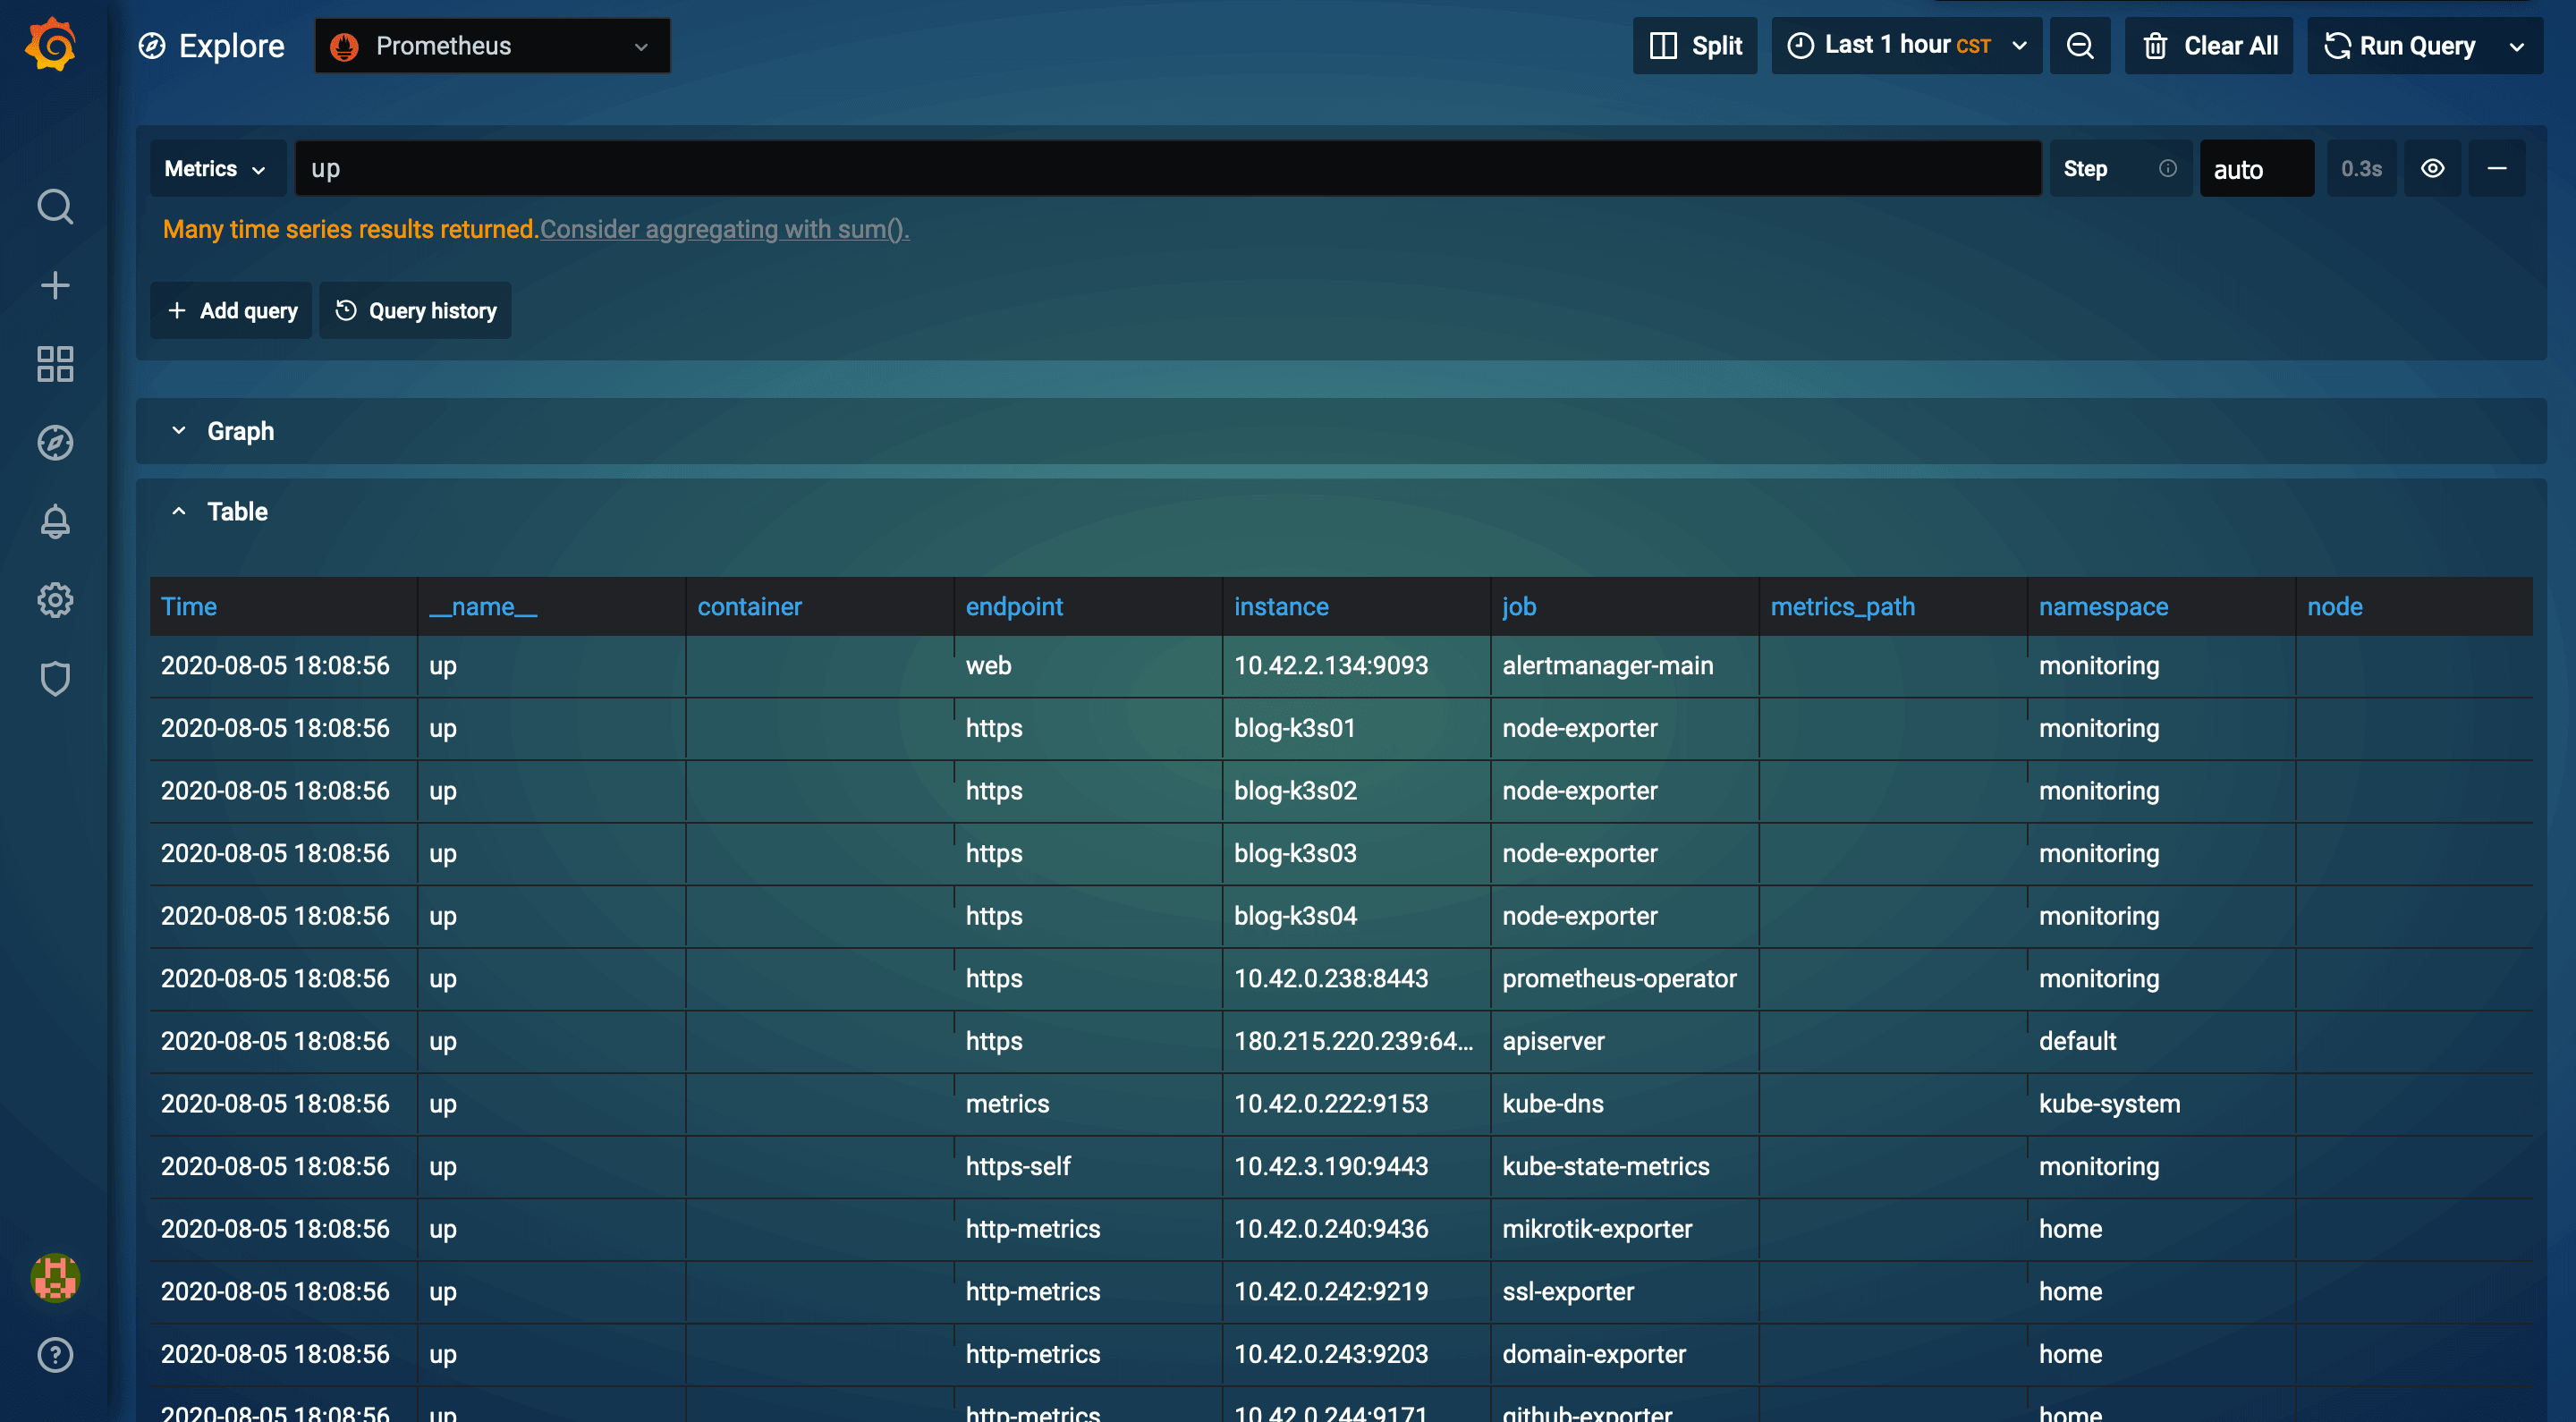 Explore Prometheus Split Last 1 hour CST Clear All Run Query
Metrics up Step auto 0.3s
Many time series results returned.Consider aggregating with sum().
Add query Query history
Graph
Table
Time __name__ container endpoint instance job metrics_path namespace node
2020-08-05 18:08:56 up web 10.42.2.134:9093 alertmanager-main monitoring
2020-08-05 18:08:56 up https blog-k3s01 node-exporter monitoring
2020-08-05 18:08:56 up https blog-k3s02 node-exporter monitoring
2020-08-05 18:08:56 up https blog-k3s03 node-exporter monitoring
2020-08-05 18:08:56 up https blog-k3s04 node-exporter monitoring
2020-08-05 18:08:56 up https 10.42.0.238:8443 prometheus-operator monitoring
2020-08-05 18:08:56 up https 180.215.220.239:64... apiserver default
2020-08-05 18:08:56 up metrics 10.42.0.222:9153 kube-dns kube-system
2020-08-05 18:08:56 up https-self 10.42.3.190:9443 kube-state-metrics monitoring
2020-08-05 18:08:56 up http-metrics 10.42.0.240:9436 mikrotik-exporter home
2020-08-05 18:08:56 up http-metrics 10.42.0.242:9219 ssl-exporter home
2020-08-05 18:08:56 up http-metrics 10.42.0.243:9203 domain-exporter home
2020-08-05 18:08:56 up http-metrics 10.42.0.244:9171 github-exporter home